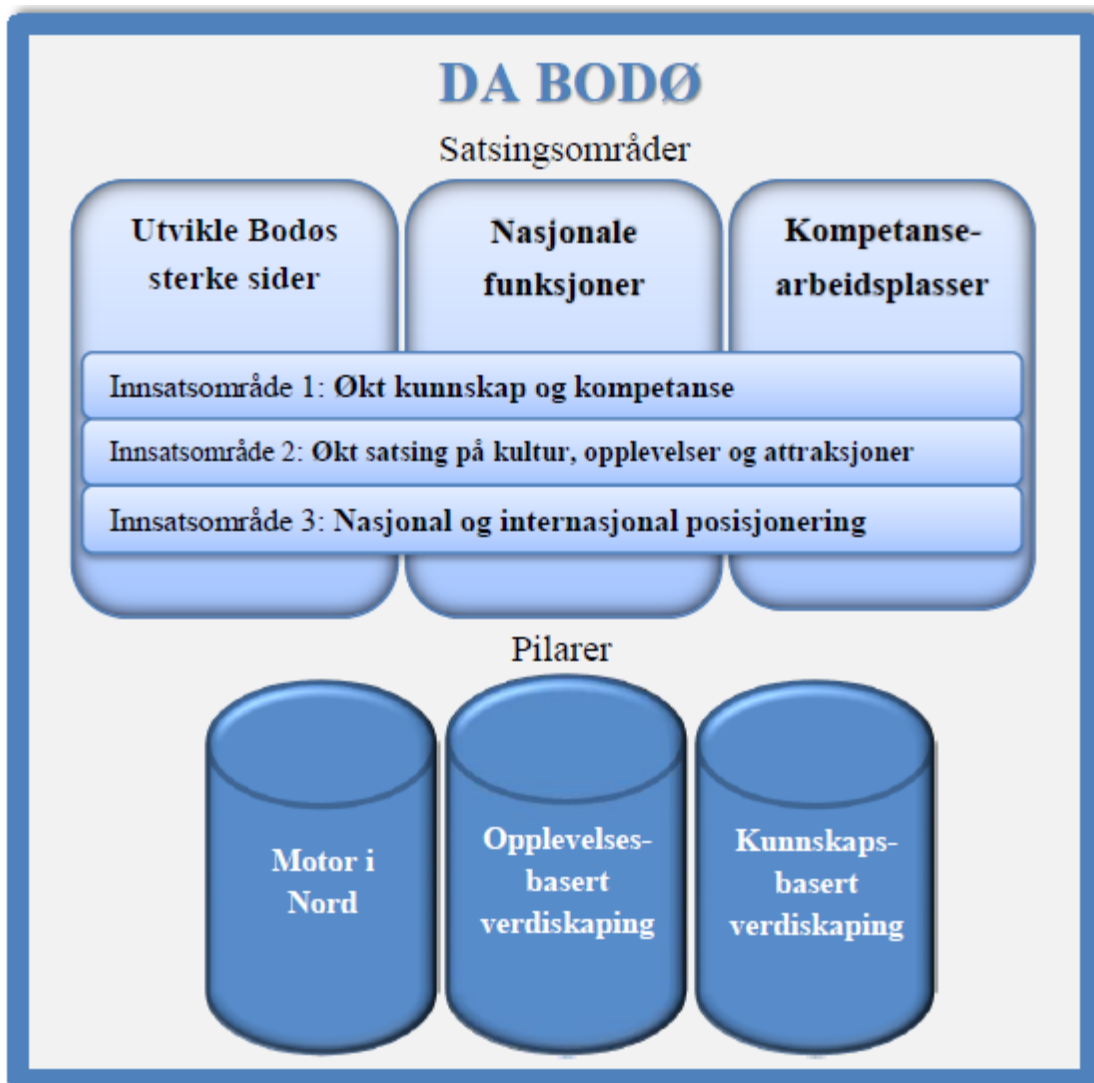 DA BODØ
Satsingsområder
Utvikle Bodøs
sterke sider
Nasjonale
funksjoner
Kompetanse-
arbeidsplasser
Innsatsområde 1: Økt kunnskap og kompetanse
Innsatsområde 2: Økt satsing på kultur, opplevelser og attraksjoner
Innsatsområde 3: Nasjonal og internasjonal posisjonering
Pilarer
Motor i
Nord
Opplevelses-
basert
verdiskaping
Kunnskaps-
basert
verdiskaping